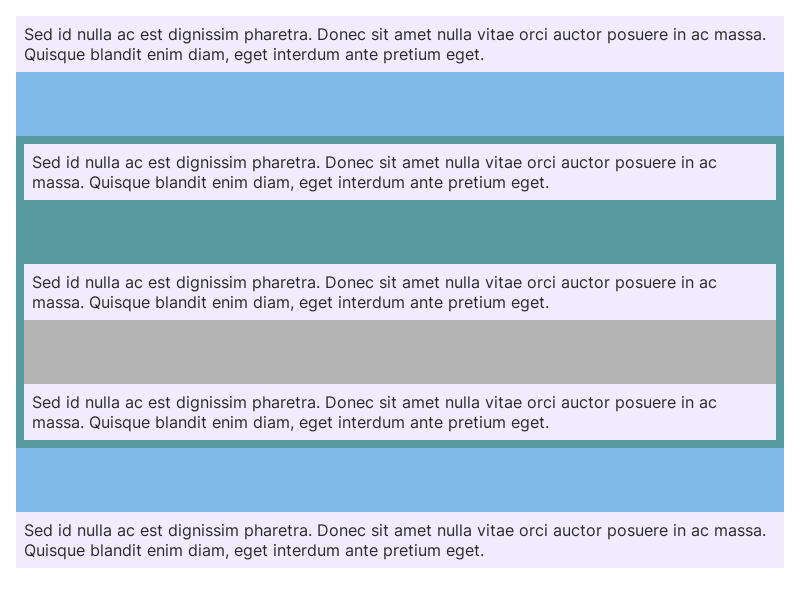 Sed id nulla ac est dignissim pharetra. Donec sit amet nulla vitae orci auctor posuere in ac massa.
Quisque blandit enim diam, eget interdum ante pretium eget.
Sed id nulla ac est dignissim pharetra. Donec sit amet nulla vitae orci auctor posuere in ac
massa. Quisque blandit enim diam, eget interdum ante pretium eget.
Sed id nulla ac est dignissim pharetra. Donec sit amet nulla vitae orci auctor posuere in ac
massa. Quisque blandit enim diam, eget interdum ante pretium eget.
Sed id nulla ac est dignissim pharetra. Donec sit amet nulla vitae orci auctor posuere in ac
massa. Quisque blandit enim diam, eget interdum ante pretium eget.
Sed id nulla ac est dignissim pharetra. Donec sit amet nulla vitae orci auctor posuere in ac massa.
Quisque blandit enim diam, eget interdum ante pretium eget.